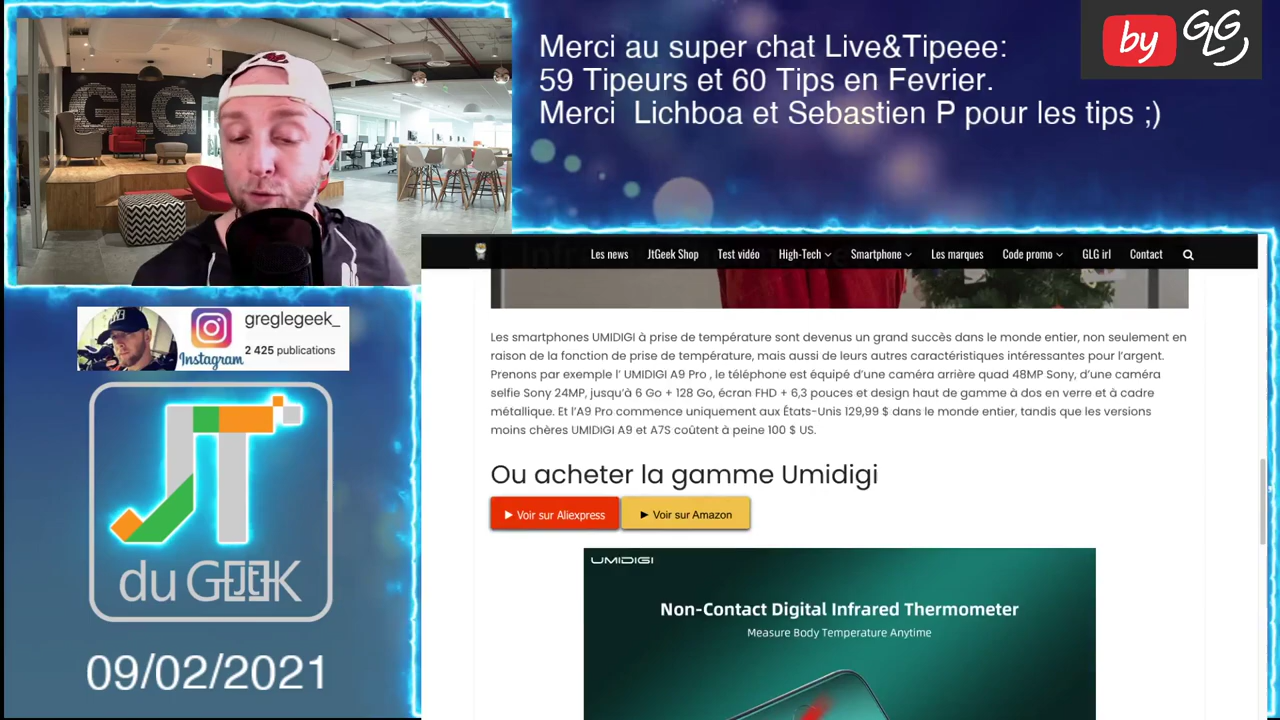 GLG
Merci au super chat Live&Tipeee:
59 Tipeurs et 60 Tips en Fevrier.
Merci Lichboa et Sebastien P pour les tips ;)
by GLG
greglegeek_
2 425 publications
Instagram
JT
du GEEK
09/02/2021
Les news JtGeek Shop Test vidéo High-Tech Smartphone Les marques Code promo GLG irl Contact
Les smartphones UMIDIGI à prise de température sont devenus un grand succès dans le monde entier, non seulement en
raison de la fonction de prise de température, mais aussi de leurs autres caractéristiques intéressantes pour l'argent.
Prenons par exemple l' UMIDIGI A9 Pro , le téléphone est équipé d'une caméra arrière quad 48MP Sony, d'une caméra
selfie Sony 24MP, jusqu'à 6 Go + 128 Go, écran FHD + 6,3 pouces et design haut de gamme à dos en verre et à cadre
métallique. Et l'A9 Pro commence uniquement aux États-Unis 129,99 $ dans le monde entier, tandis que les versions
moins chères UMIDIGI A9 et A7S coûtent à peine 100 $ US.
Ou acheter la gamme Umidigi
Voir sur Aliexpress
Voir sur Amazon
UMIDIGI
Non-Contact Digital Infrared Thermometer
Measure Body Temperature Anytime